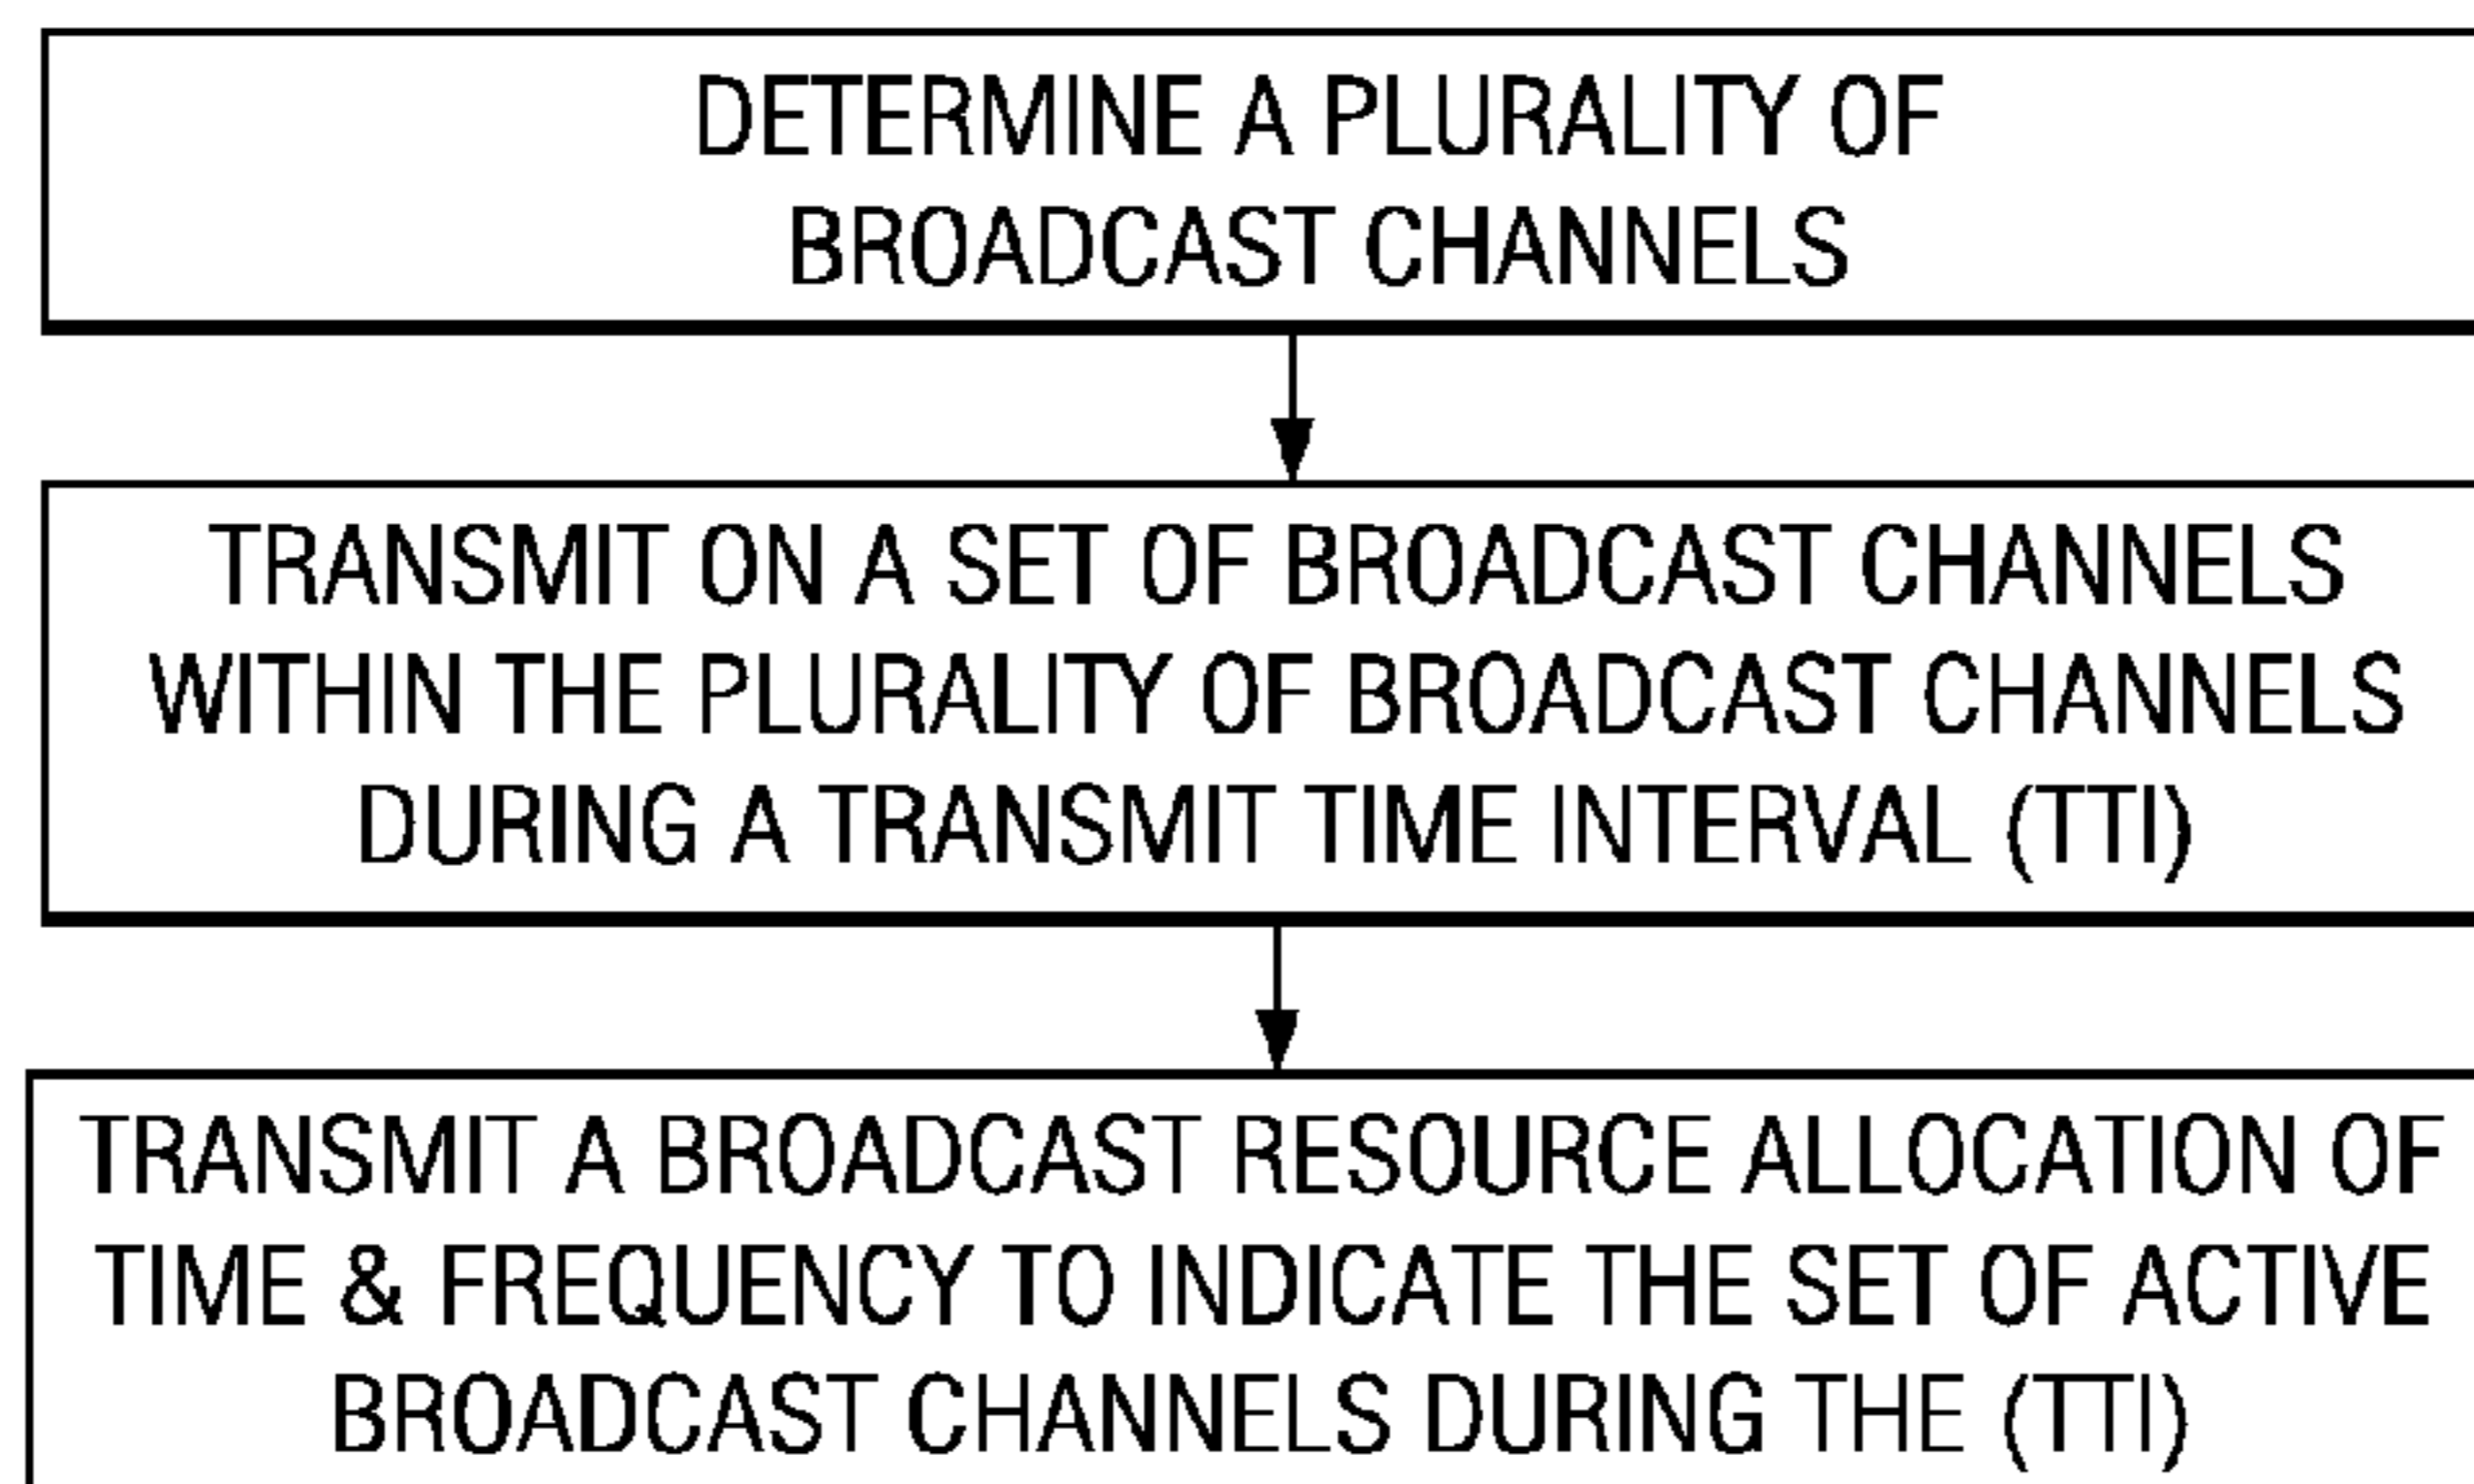 DETERMINE A PLURALITY OF
BROADCAST CHANNELS
TRANSMIT ON A SET OF BROADCAST CHANNELS
WITHIN THE PLURALITY OF BROADCAST CHANNELS
DURING A TRANSMIT TIME INTERVAL (TTI)
TRANSMIT A BROADCAST RESOURCE ALLOCATION OF
TIME & FREQUENCY TO INDICATE THE SET OF ACTIVE
BROADCAST CHANNELS DURING THE (TTI)